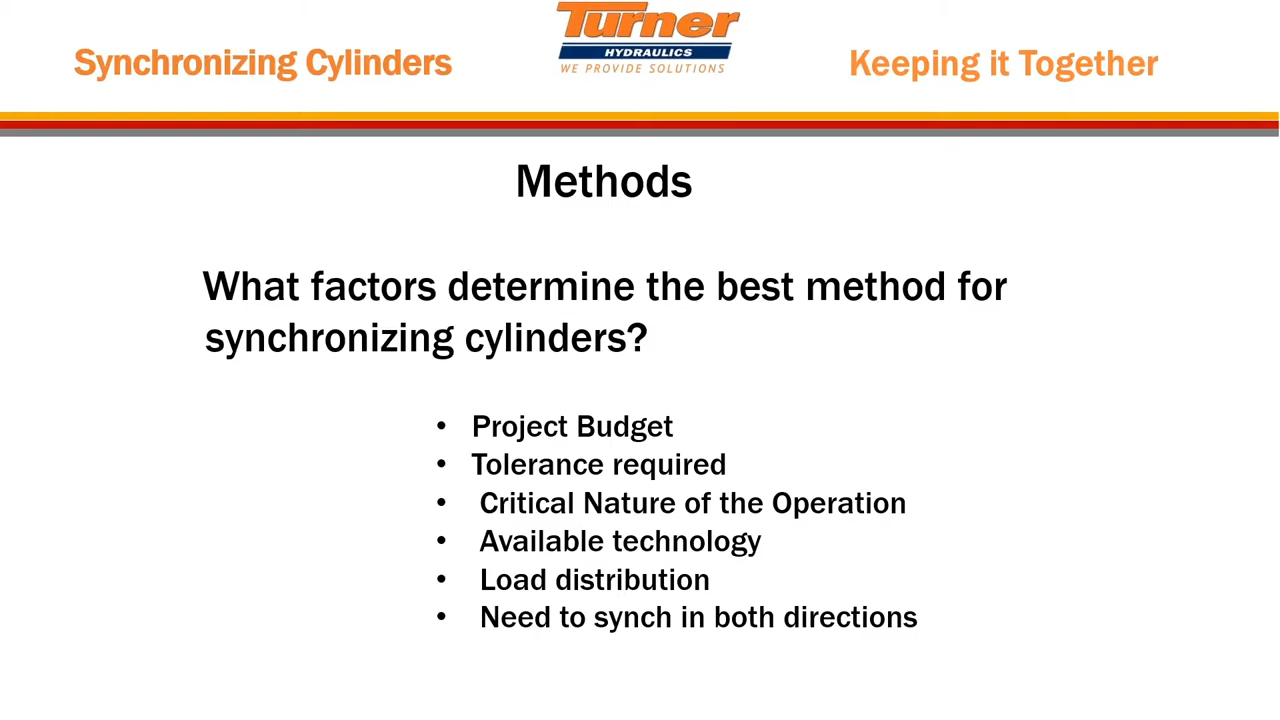 Turner
HYDRAULICS
WE PROVIDE SOLUTIONS
Synchronizing Cylinders
Keeping it Together
Methods
What factors determine the best method for
synchronizing cylinders?
• Project Budget
• Tolerance required
• Critical Nature of the Operation
• Available technology
• Load distribution
• Need to synch in both directions